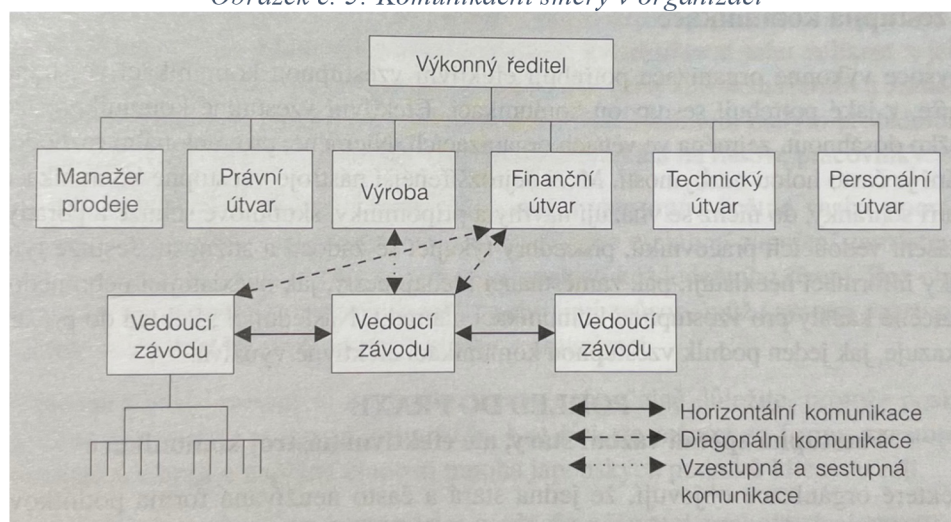 Obrázek č. 5: Komunikační směry v organizaci
Výkonný ředitel
Manažer
prodeje
Právní
útvar
Výroba
Finanční
útvar
Technický
útvar
Personální
útvar
Vedoucí
závodu
Vedoucí
závodu
Vedoucí
závodu
Horizontální komunikace
Diagonální komunikace
Vzestupná a sestupná
komunikace